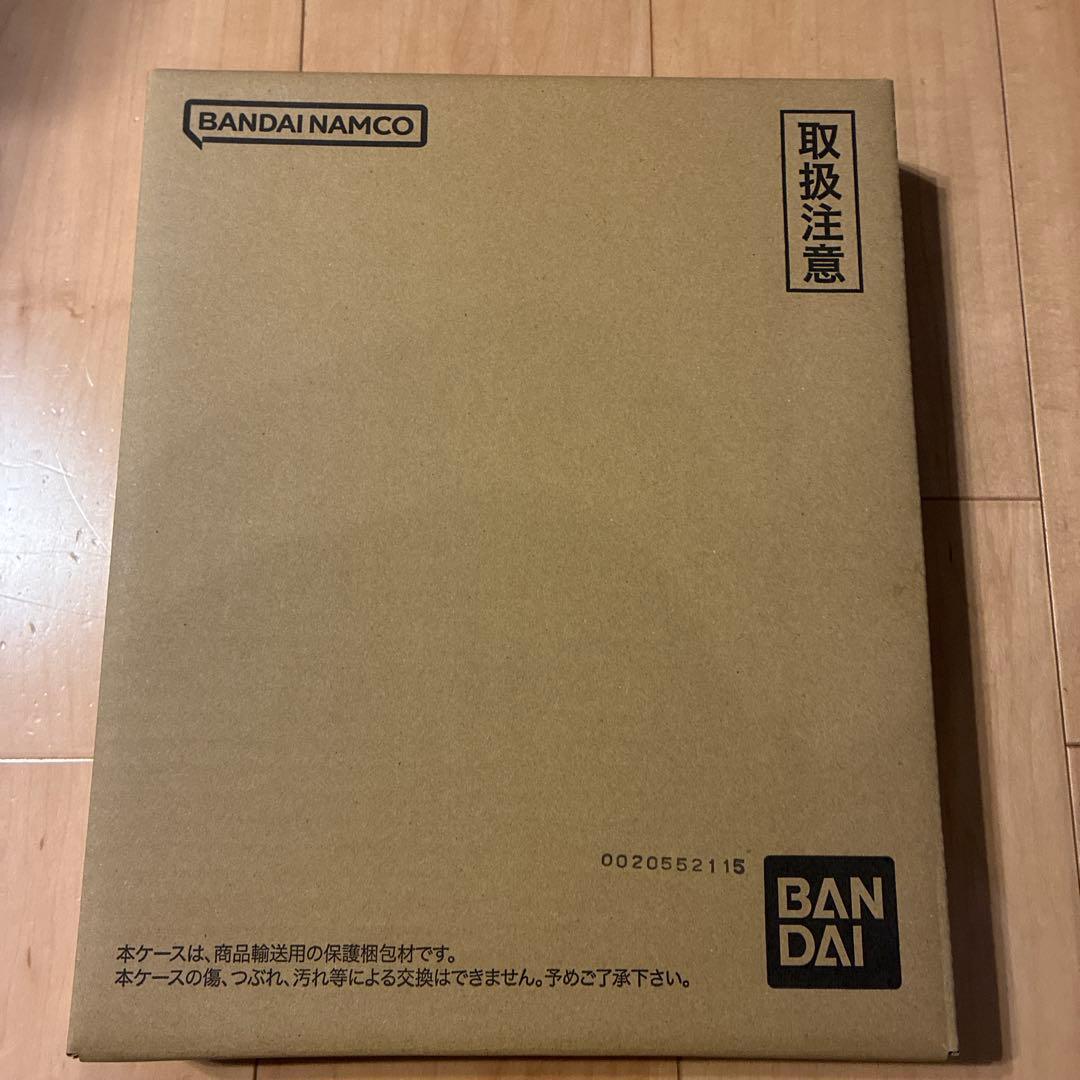 BANDAI NAMCO
取扱注意
0020552115
BAN
DAI
本ケースは、商品輸送用の保護梱包材です。
本ケースの傷、つぶれ、汚れ等による交換はできません。予めご了承下さい。